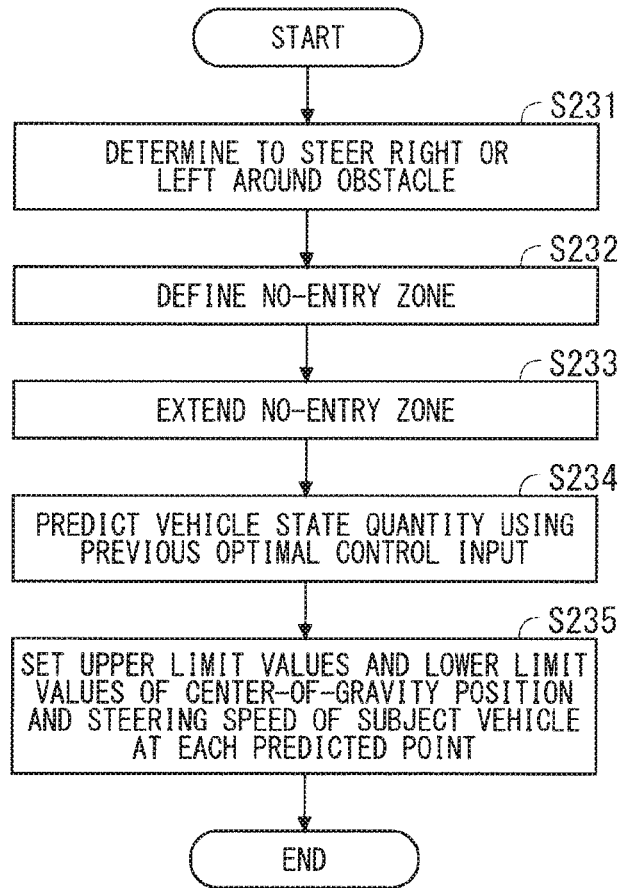 START
S231
DETERMINE TO STEER RIGHT OR
LEFT AROUND OBSTACLE
S232
DEFINE NO-ENTRY ZONE
S233
EXTEND NO-ENTRY ZONE
S234
PREDICT VEHICLE STATE QUANTITY USING
PREVIOUS OPTIMAL CONTROL INPUT
S235
SET UPPER LIMIT VALUES AND LOWER LIMIT
VALUES OF CENTER-OF-GRAVITY POSITION
AND STEERING SPEED OF SUBJECT VEHICLE
AT EACH PREDICTED POINT
END